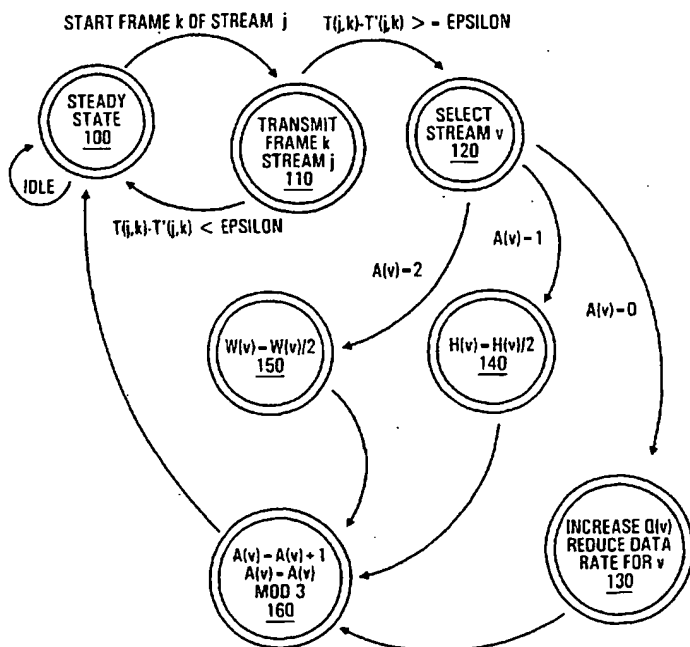 START FRAME k OF STREAM j
T(j,k)-T'(j,k) > = EPSILON
STEADY
STATE
100
TRANSMIT
FRAME k
STREAM j
110
SELECT
STREAM v
120
IDLE
T(j,k)-T'(j,k) < EPSILON
A(v)=2
A(v)=1
A(v)=0
W(v)=W(v)/2
150
H(v)=H(v)/2
140
A(v)=A(v)+1
A(v)=A(v)
MOD 3
160
INCREASE Q(v)
REDUCE DATA
RATE FOR v
130